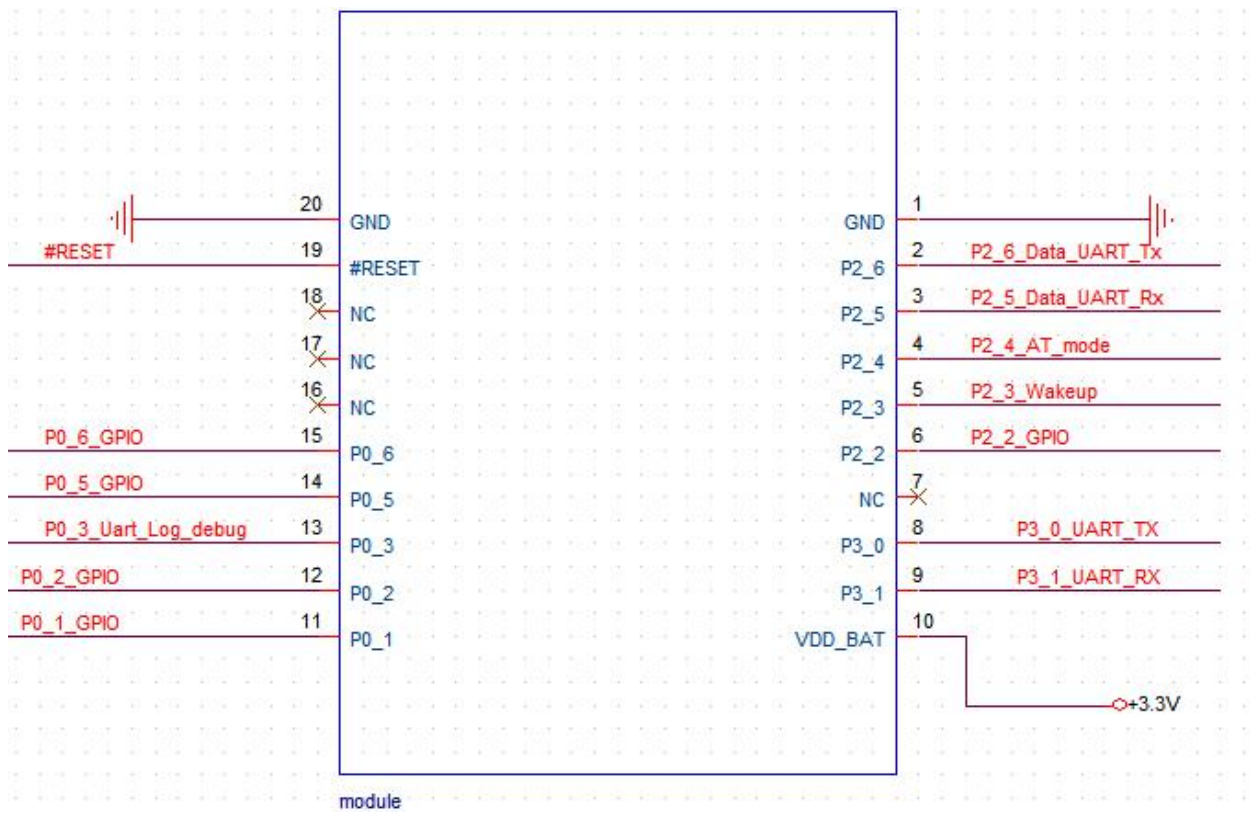 20 GND GND 1
#RESET 19 #RESET P2_6 2 P2_6_Data_UART_Tx
18 NC P2_5 3 P2_5_Data_UART_Rx
17 NC P2_4 4 P2_4_AT_mode
16 NC P2_3 5 P2_3_Wakeup
P0_6_GPIO 15 P0_6 P2_2 6 P2_2_GPIO
P0_5_GPIO 14 P0_5 NC 7
P0_3_Uart_Log_debug 13 P0_3 P3_0 8 P3_0_UART_TX
P0_2_GPIO 12 P0_2 P3_1 9 P3_1_UART_RX
P0_1_GPIO 11 P0_1 VDD_BAT 10
+3.3V
module